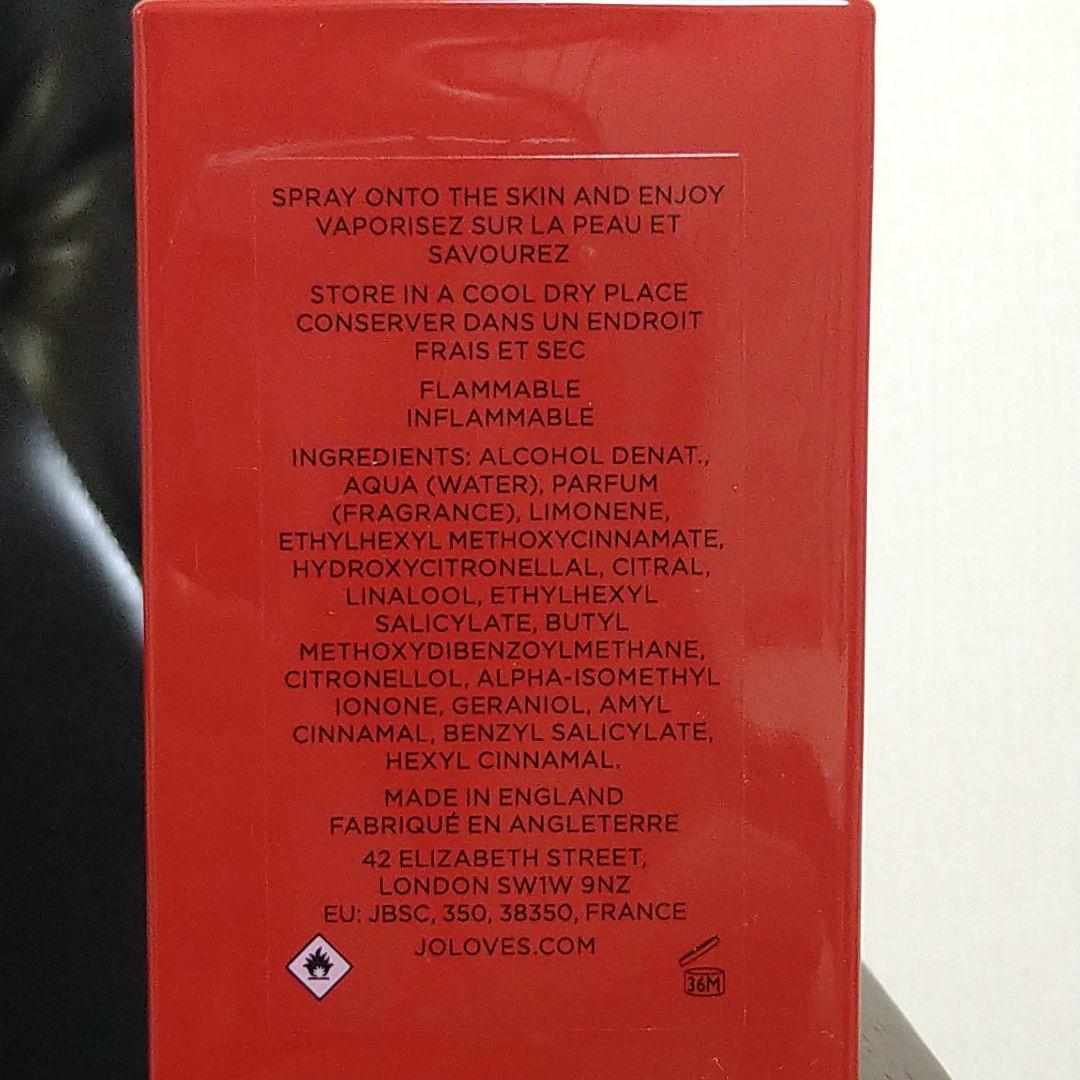 SPRAY ONTO THE SKIN AND ENJOY
VAPORISEZ SUR LA PEAU ET
SAVOUREZ
STORE IN A COOL DRY PLACE
CONSERVER DANS UN ENDROIT
FRAIS ET SEC
FLAMMABLE
INFLAMMABLE
INGREDIENTS: ALCOHOL DENAT.,
AQUA (WATER), PARFUM
(FRAGRANCE), LIMONENE,
ETHYLHEXYL METHOXYCINNAMATE,
HYDROXYCITRONELLAL, CITRAL,
LINALOOL, ETHYLHEXYL
SALICYLATE, BUTYL
METHOXYDIBENZOYLMETHANE,
CITRONELLOL, ALPHA-ISOMETHYL
IONONE, GERANIOL, AMYL
CINNAMAL, BENZYL SALICYLATE,
HEXYL CINNAMAL.
MADE IN ENGLAND
FABRIQUÉ EN ANGLETERRE
42 ELIZABETH STREET,
LONDON SW1W 9NZ
EU: JBSC, 350, 38350, FRANCE
JOLOVES.COM
36M